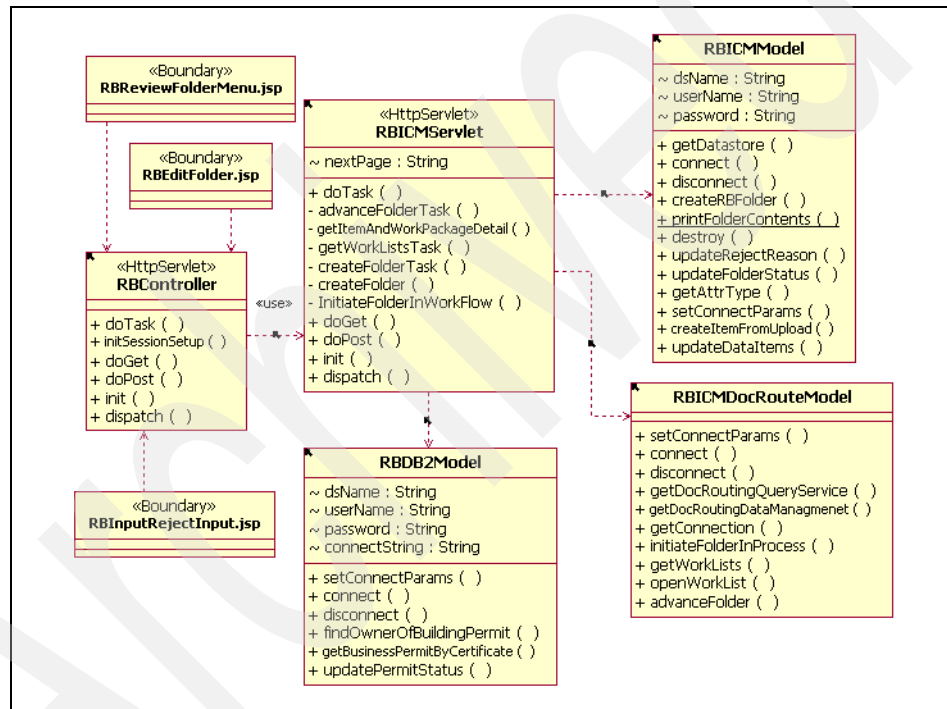 «Boundary»
RBReviewFolderMenu.jsp
«Boundary»
RBEditFolder.jsp
«HttpServlet»
RBController
+ doTask ( )
+ initSessionSetup ( )
+ doGet ( )
+ doPost ( )
+ init ( )
+ dispatch ( )
«Boundary»
RBInputRejectInput.jsp
«use»
«HttpServlet»
RBICMServlet
~ nextPage : String
+ doTask ( )
- advanceFolderTask ( )
- getItemAndWorkPackageDetail ( )
- getWorkListsTask ( )
- createFolderTask ( )
- createFolder ( )
- InitiateFolderInWorkFlow ( )
+ doGet ( )
+ doPost ( )
+ init ( )
+ dispatch ( )
RBDB2Model
~ dsName : String
~ userName : String
~ password : String
~ connectString : String
+ setConnectParams ( )
+ connect ( )
+ disconnect ( )
+ findOwnerOfBuildingPermit ( )
+ getBusinessPermitByCertificate ( )
+ updatePermitStatus ( )
RBICMModel
~ dsName : String
~ userName : String
~ password : String
+ getDatastore ( )
+ connect ( )
+ disconnect ( )
+ createRBFolder ( )
+ printFolderContents ( )
+ destroy ( )
+ updateRejectReason ( )
+ updateFolderStatus ( )
+ getAttrType ( )
+ setConnectParams ( )
+ createItemFromUpload ( )
+ updateDataItems ( )
RBICMDocRouteModel
+ setConnectParams ( )
+ connect ( )
+ disconnect ( )
+ getDocRoutingQueryService ( )
+ getDocRoutingDataManagmenet ( )
+ getConnection ( )
+ initiateFolderInProcess ( )
+ getWorkLists ( )
+ openWorkList ( )
+ advanceFolder ( )